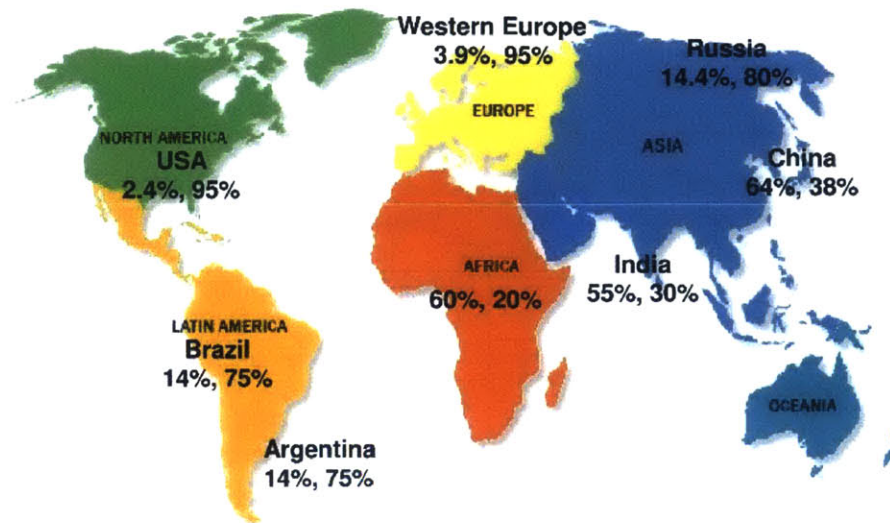 Western Europe
3.9%, 95%
Russia
14.4%, 80%
EUROPE
NORTH AMERICA
USA
2.4%, 95%
ASIA
China
64%, 38%
AFRICA
60%, 20%
India
55%, 30%
LATIN AMERICA
Brazil
14%, 75%
OCEANIA
Argentina
14%, 75%